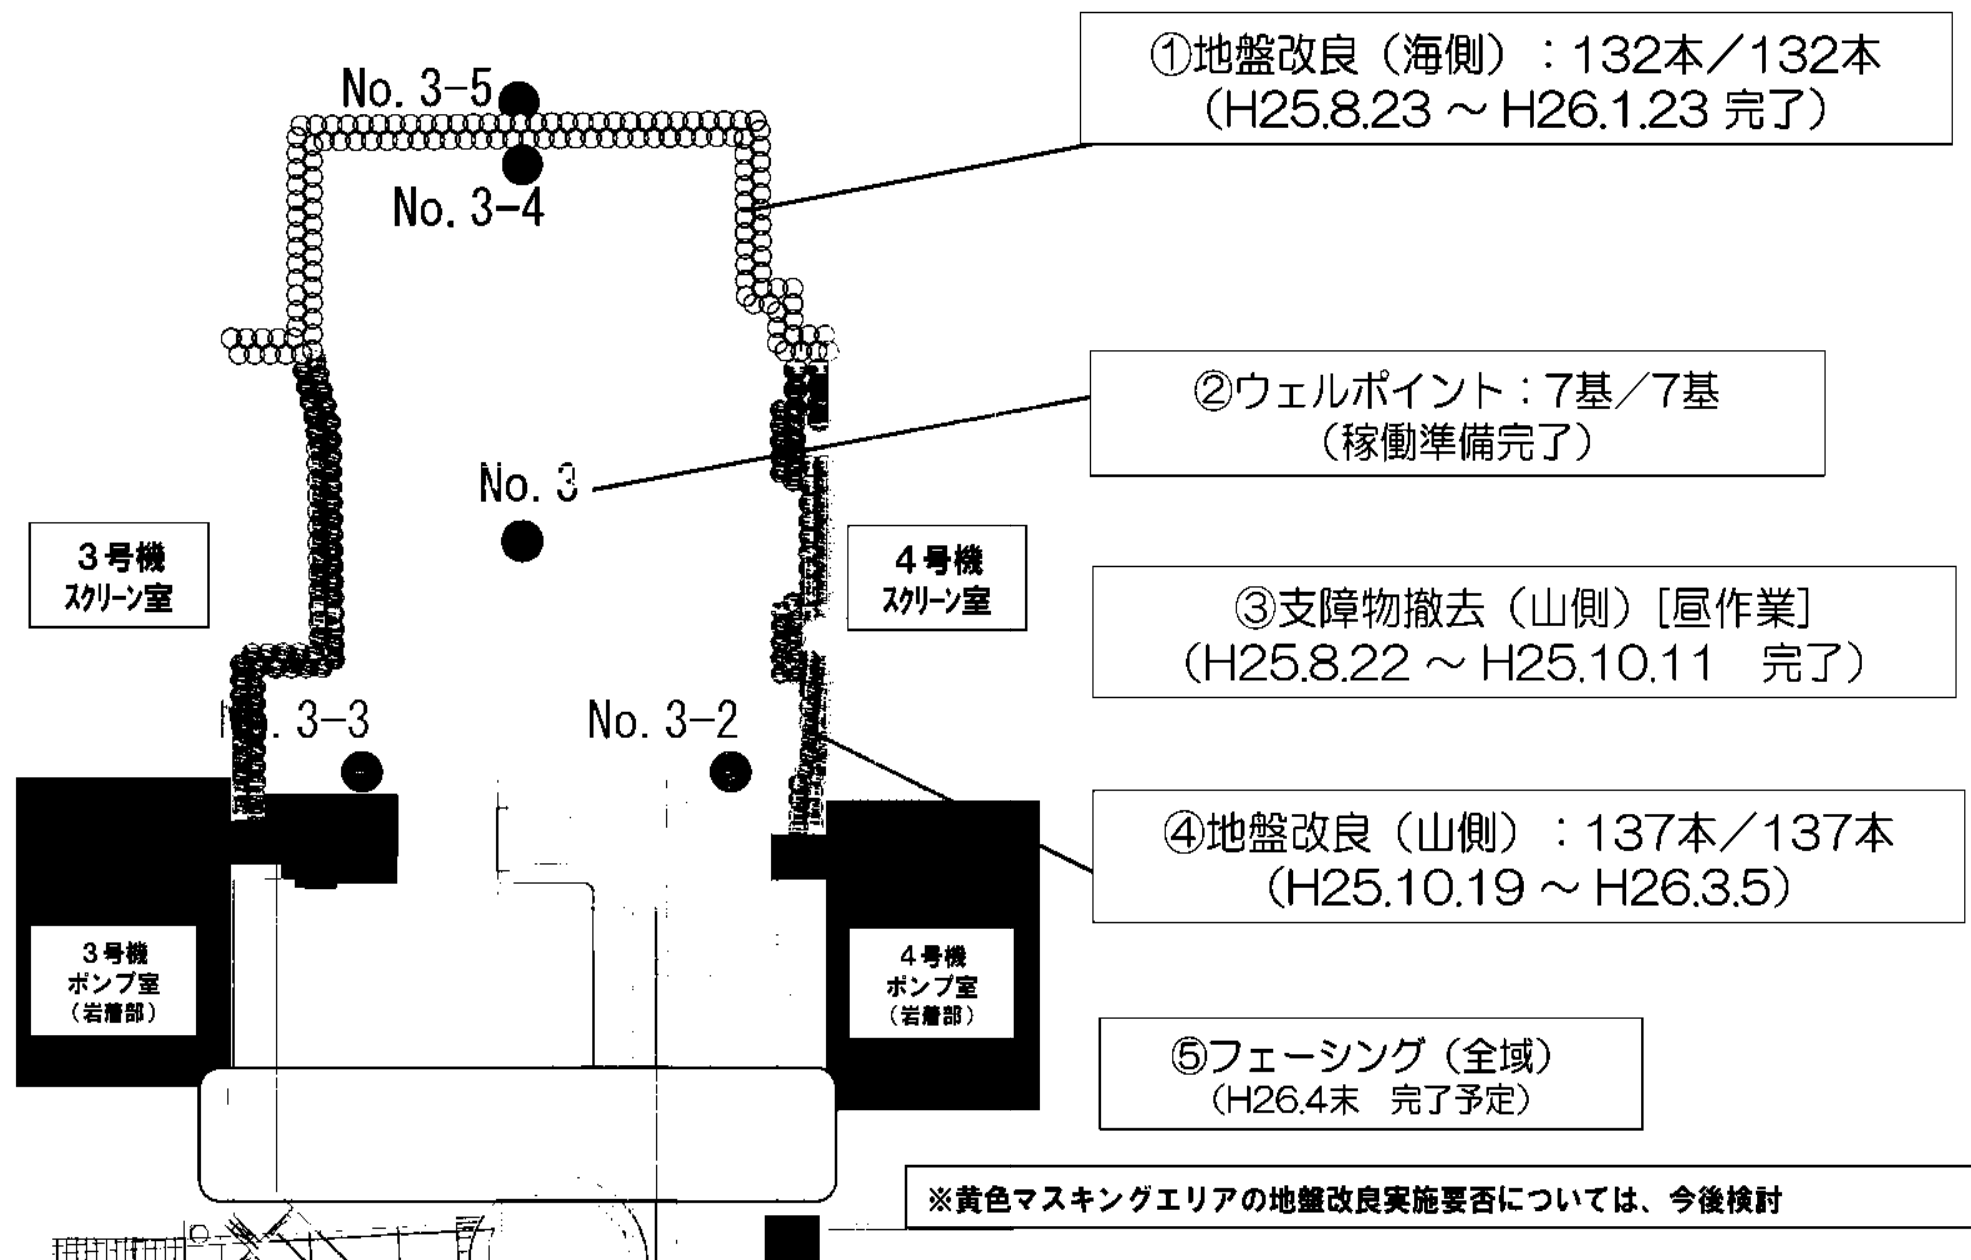 No. 3-5
①地盤改良（海側）：132本／132本
（H25.8.23 ～ H26.1.23 完了）
No. 3-4
②ウェルポイント：7基／7基
（稼働準備完了）
No. 3
3号機
スクリーン室
4号機
スクリーン室
③支障物撤去（山側）[昼作業]
（H25.8.22 ～ H25.10.11　完了）
3-3
No. 3-2
④地盤改良（山側）：137本／137本
（H25.10.19 ～ H26.3.5）
3号機
ポンプ室
（岩着部）
4号機
ポンプ室
（岩着部）
⑤フェーシング（全域）
（H26.4末　完了予定）
※黄色マスキングエリアの地盤改良実施要否については、今後検討